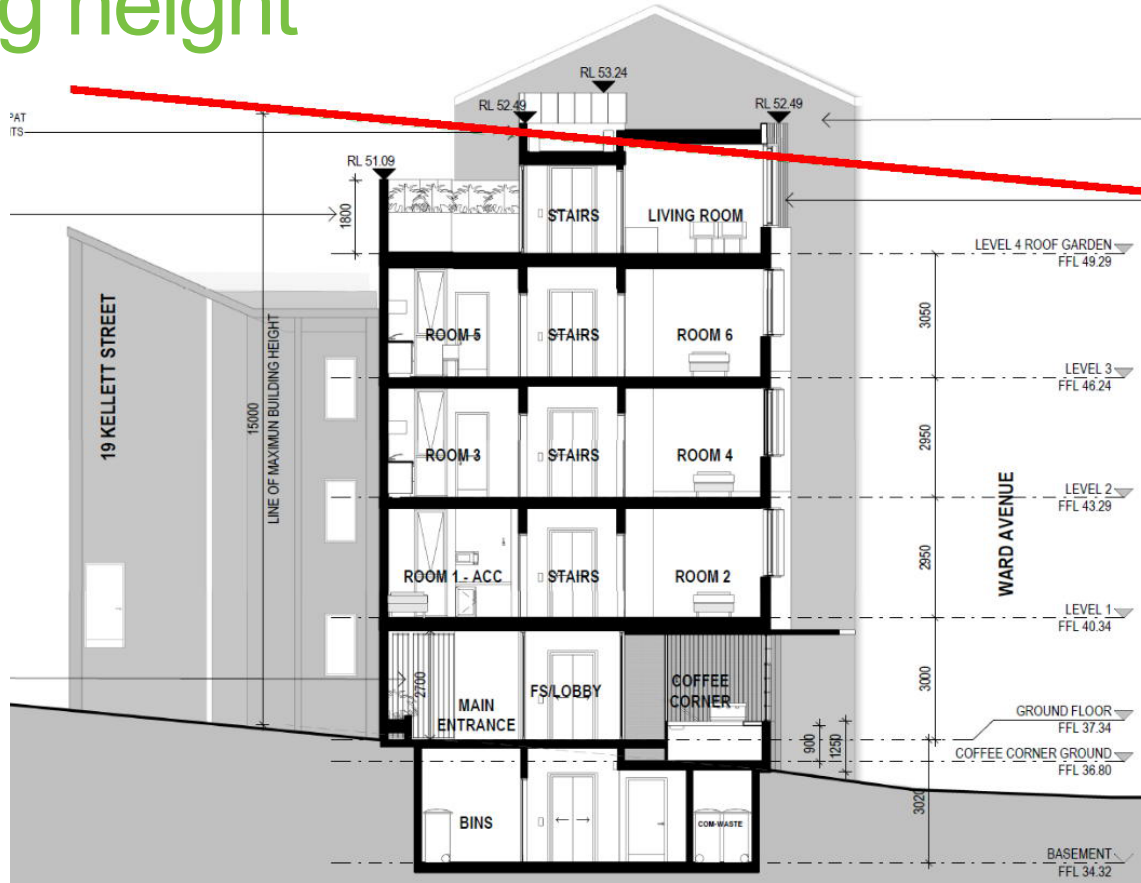 g height
RL 53.24
RL 52.49
RL 52.49
PAT
TS
RL 51.09
1800
STAIRS
LIVING ROOM
LEVEL 4 ROOF GARDEN
FFL 49.29
19 KELLETT STREET
15000
LINE OF MAXIMUN BUILDING HEIGHT
ROOM 5
STAIRS
ROOM 6
3050
LEVEL 3
FFL 46.24
ROOM 3
STAIRS
ROOM 4
2950
LEVEL 2
FFL 43.29
WARD AVENUE
ROOM 1 - ACC
STAIRS
ROOM 2
2950
LEVEL 1
FFL 40.34
2700
MAIN
ENTRANCE
FS/LOBBY
COFFEE
CORNER
3000
GROUND FLOOR
FFL 37.34
900
1250
COFFEE CORNER GROUND
FFL 36.80
3020
BINS
COM-WASTE
BASEMENT
FFL 34.32